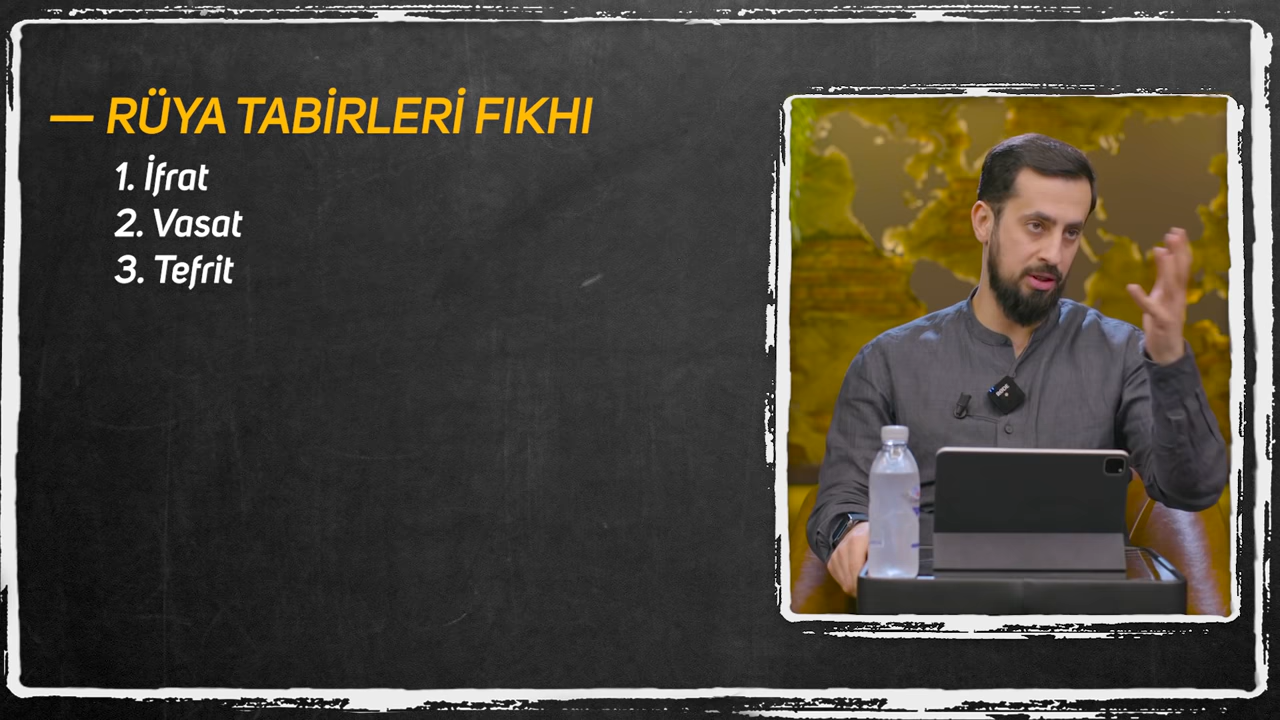 — RÜYA TABİRLERİ FIKHI
1. İfrat
2. Vasat
3. Tefrit